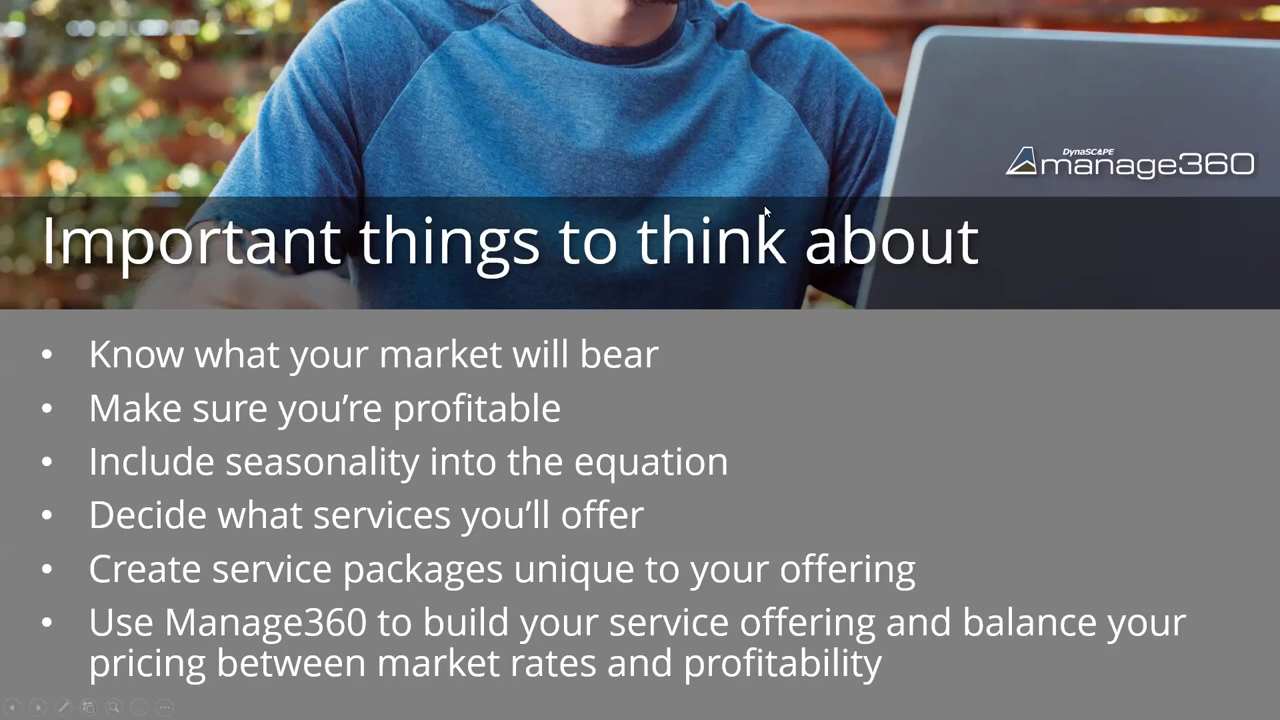 DynaSCAPE
manage360
Important things to think about
• Know what your market will bear
• Make sure you’re profitable
• Include seasonality into the equation
• Decide what services you’ll offer
• Create service packages unique to your offering
• Use Manage360 to build your service offering and balance your
pricing between market rates and profitability